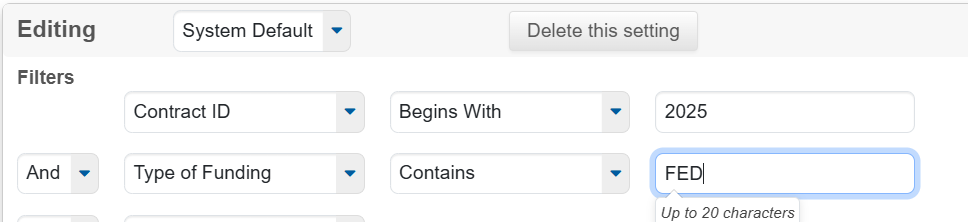 Editing System Default Delete this setting
Filters
Contract ID Begins With 2025
And Type of Funding Contains FED
Up to 20 characters